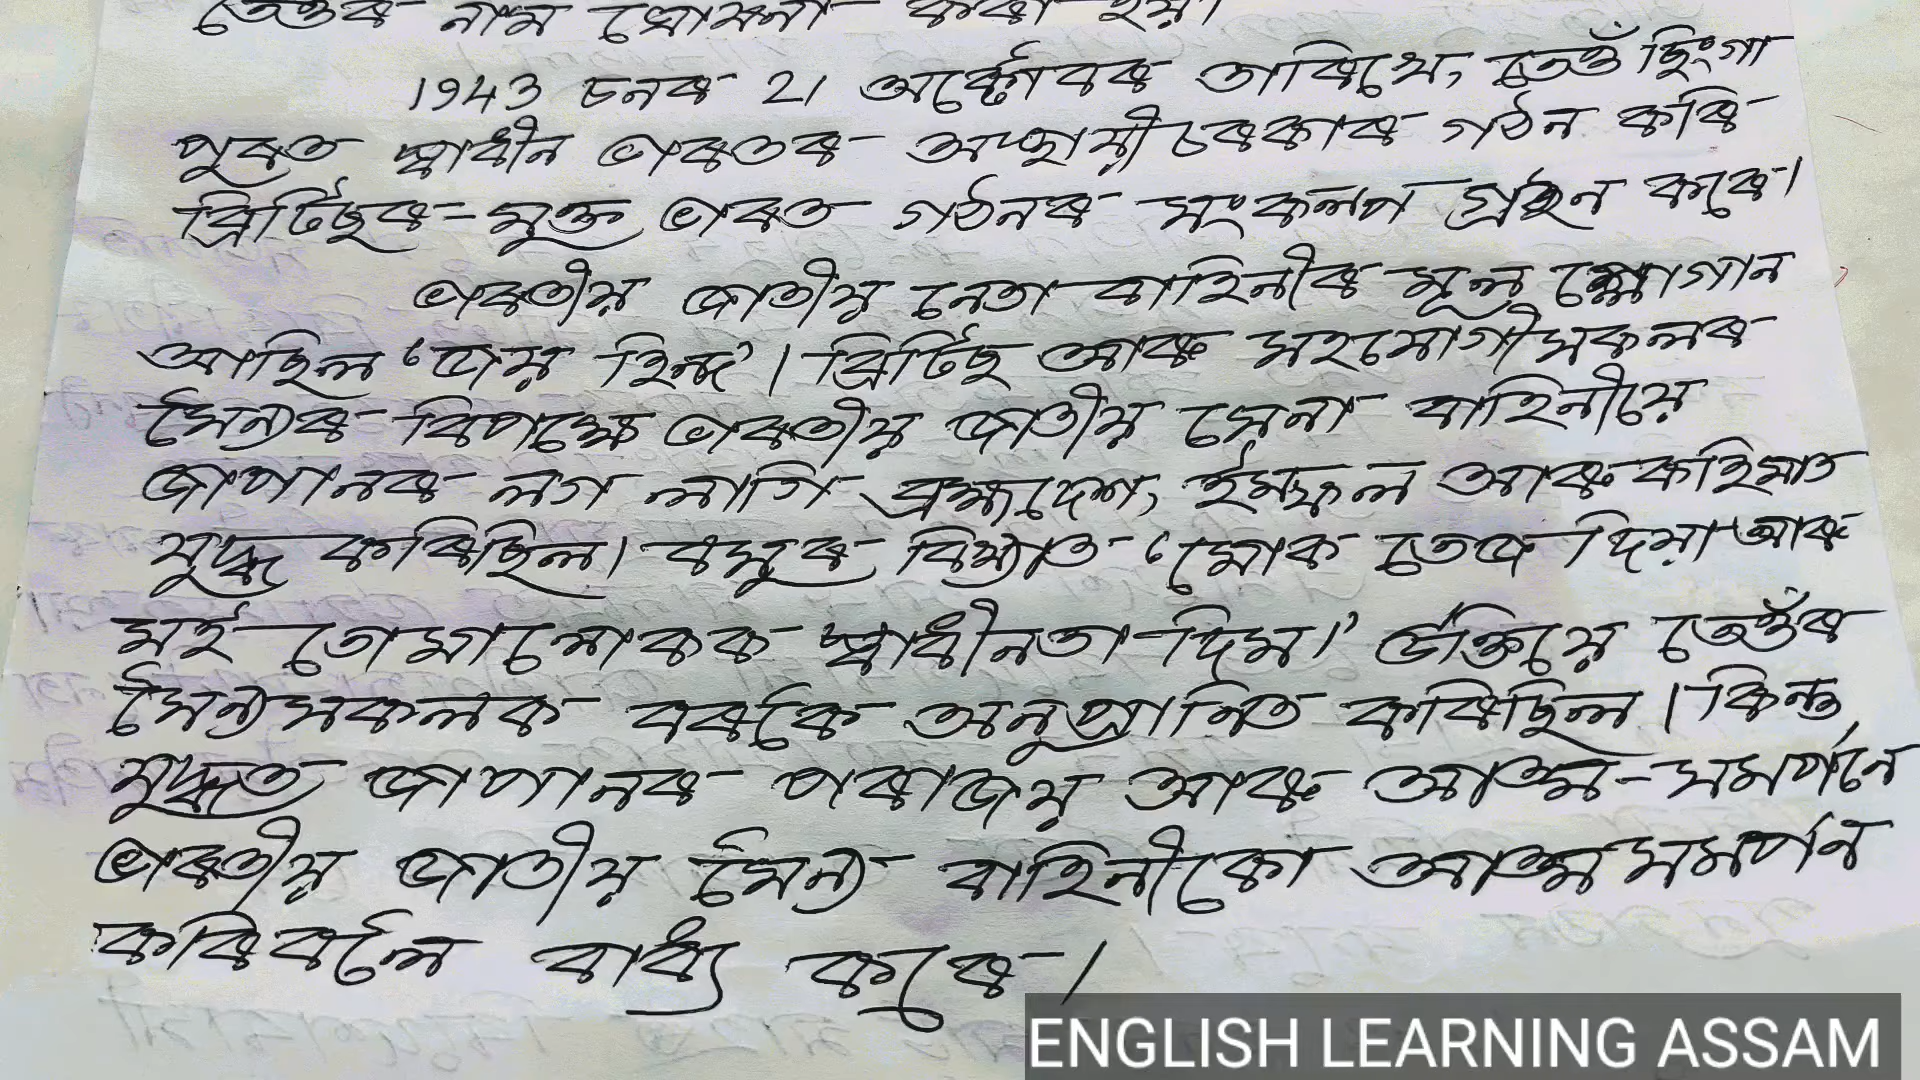 তেওঁক নাম ঘোষনা কৰা হয়।
1943 চনৰ 21 অক্টোবৰৰ তাৰিখে, তেওঁ ছিংগা
পুৰত স্বাধীন ভাৰতৰ অস্থায়ী চৰকাৰ গঠন কৰি
ব্ৰিটিছৰ-মুক্ত ভাৰত গঠনৰ সংকল্প গ্ৰহন কৰে।
ভাৰতীয় জাতীয় নেতা বাহিনীৰ মূল স্লোগান
আছিল 'জয় হিন্দ'। ব্ৰিটিছ আৰু সহযোগীসকলৰ
সৈন্যৰ বিপক্ষে ভাৰতীয় জাতীয় সেনা বাহিনীয়ে
জাপানৰ লগ লাগি ব্ৰহ্মদেশ, ইম্ফল আৰু কহিমাত
যুদ্ধ কৰিছিল। বসুৰ বিখ্যাত 'মোক তেজ দিয়া আৰু
মই তোমালোকক স্বাধীনতা দিম।' উক্তিয়ে তেওঁৰ
সৈন্যসকলক বৰকৈ অনুপ্ৰানিত কৰিছিল। কিন্তু
যুদ্ধত জাপানৰ পৰাজয় আৰু আত্ম-সমৰ্পনে
ভাৰতীয় জাতীয় সৈন্য বাহিনীকো আত্মসমৰ্পন
কৰিবলৈ বাধ্য কৰে।
ENGLISH LEARNING ASSAM